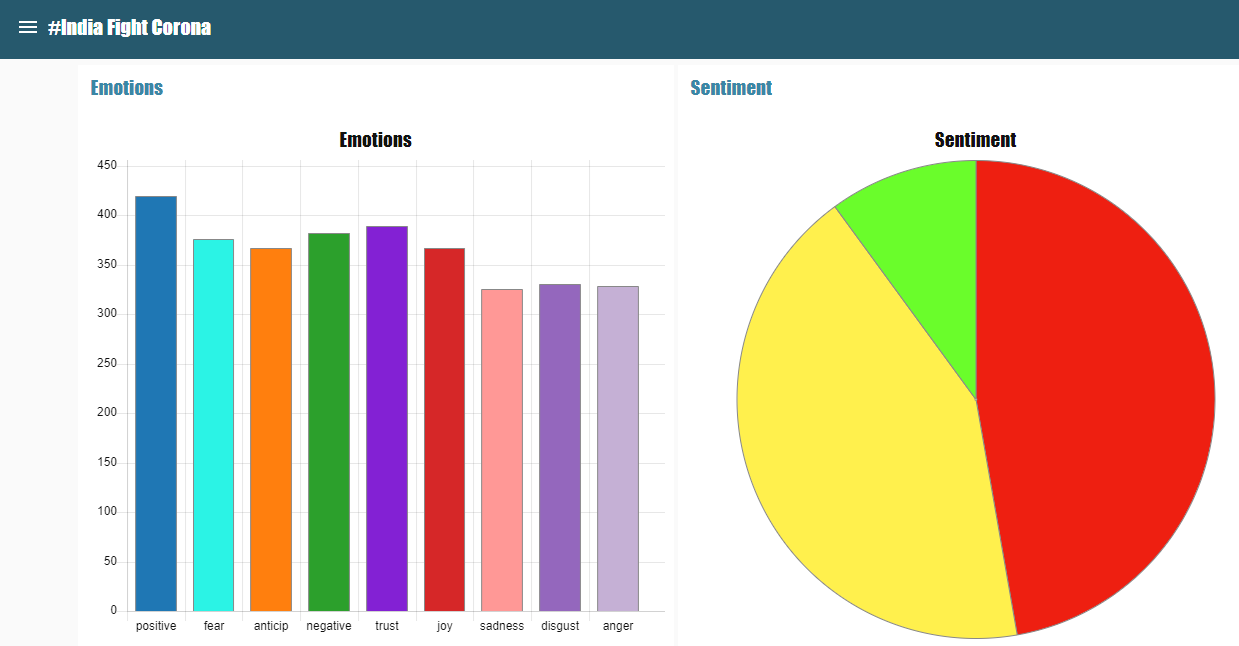 #India Fight Corona
Emotions
Emotions
450
400
350
300
250
200
150
100
50
0
positive fear anticip negative trust joy sadness disgust anger
Sentiment
Sentiment